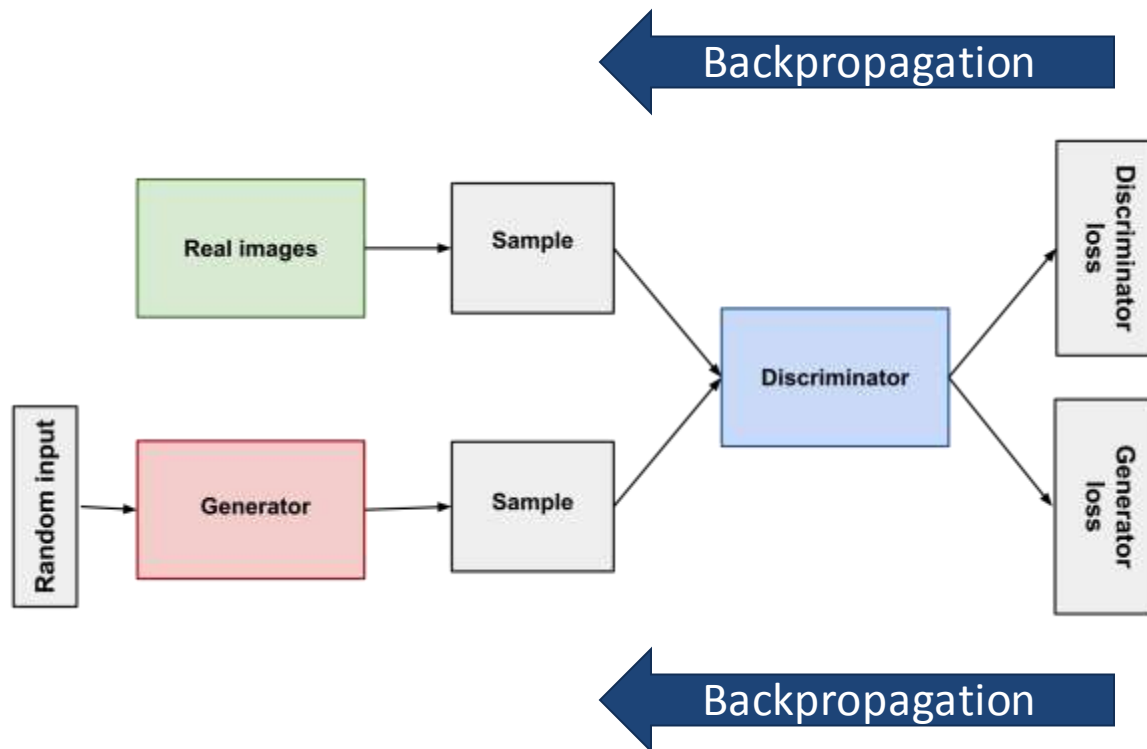 Backpropagation
Real images
Sample
Discriminator
loss
Discriminator
Random input
Generator
Sample
Generator
loss
Backpropagation